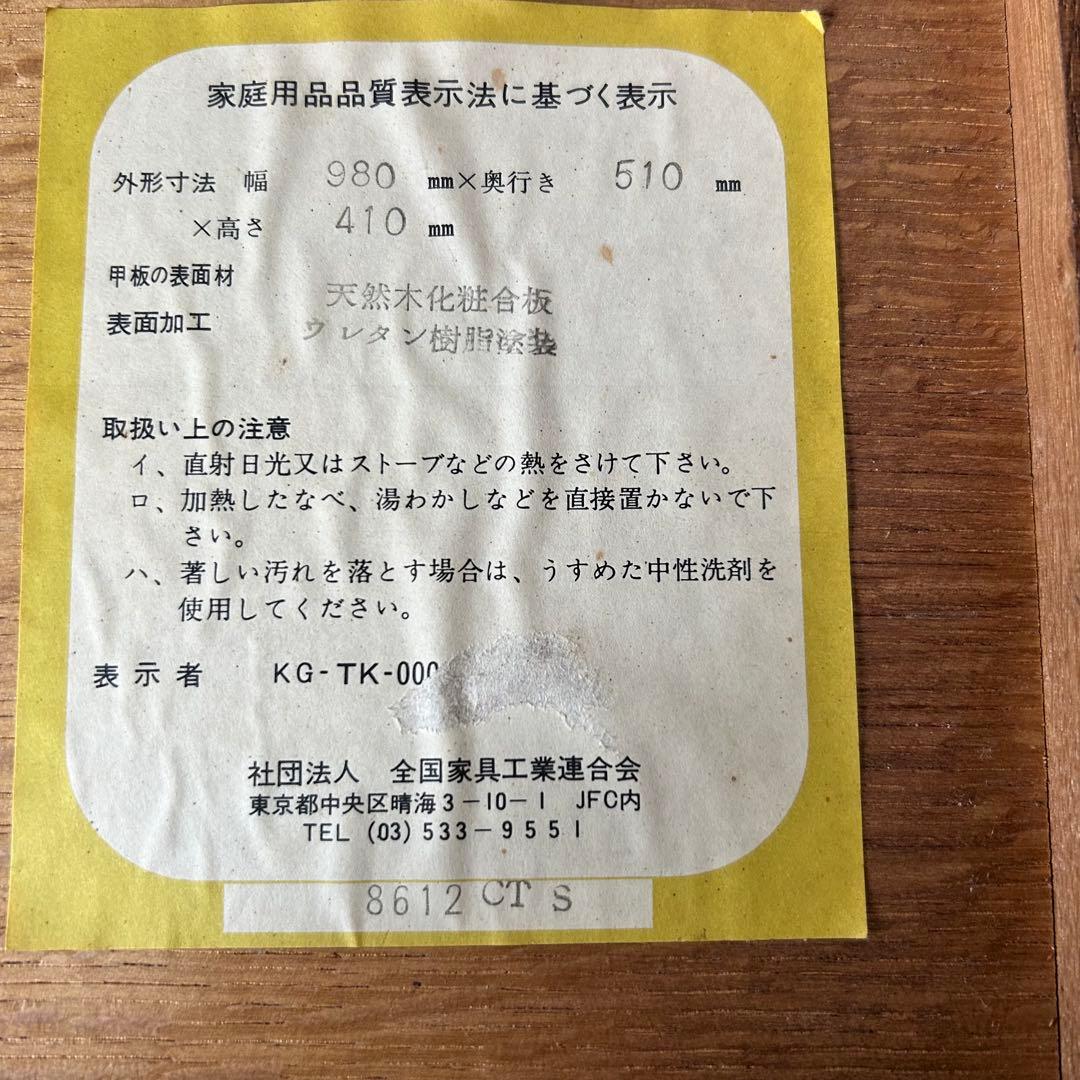 家庭用品品質表示法に基づく表示
外形寸法 幅 980 mm×奥行き 510 mm
×高さ 410 mm
甲板の表面材 天然木化粧合板
表面加工 ウレタン樹脂塗装
取扱い上の注意
イ、直射日光又はストーブなどの熱をさけて下さい。
ロ、加熱したなべ、湯わかしなどを直接置かないで下
さい。
ハ、著しい汚れを落とす場合は、うすめた中性洗剤を
使用してください。
表示者 KG-TK-000
社団法人 全国家具工業連合会
東京都中央区晴海3-10-1 JFC内
TEL (03)533-9551
8612 CT S